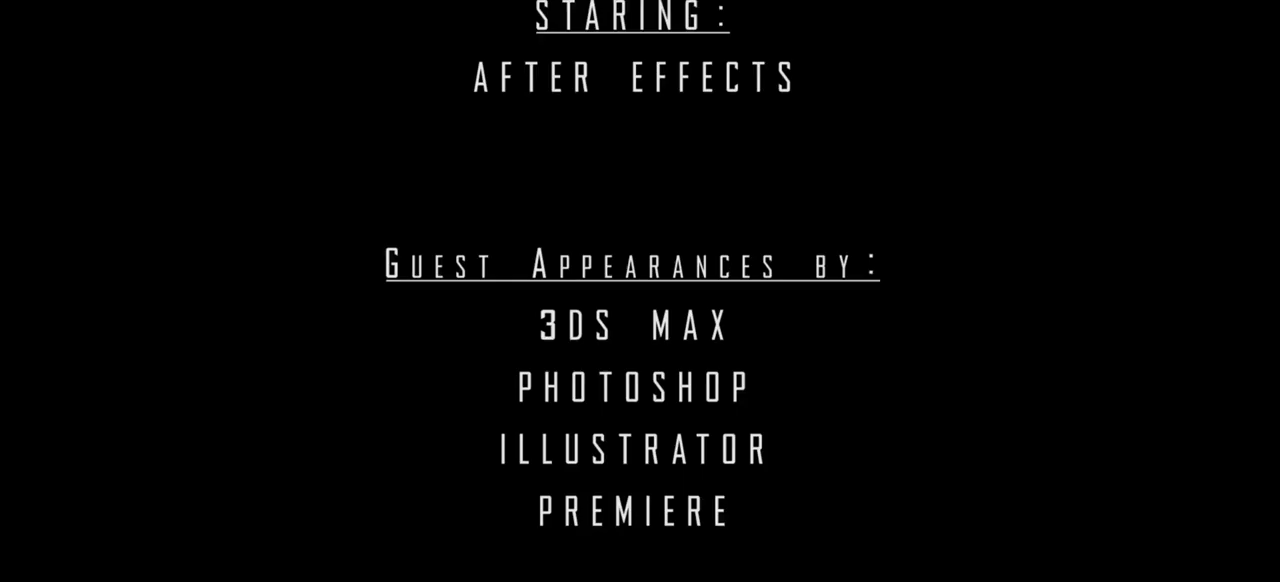 STARING:
AFTER EFFECTS
GUEST APPEARANCES BY:
3DS MAX
PHOTOSHOP
ILLUSTRATOR
PREMIERE